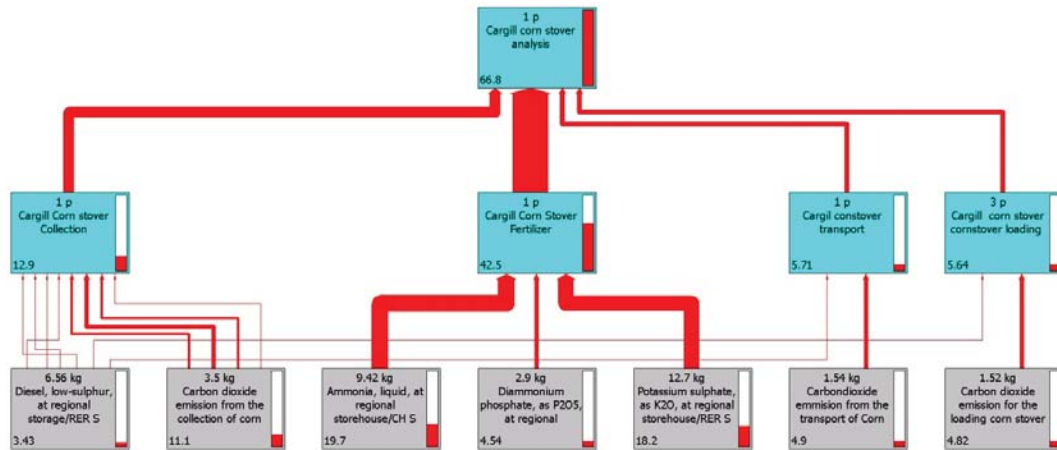 1 p
Cargill corn stover
analysis
66.8
1 p
Cargill Corn stover
Collection
12.9
1 p
Cargill Corn Stover
Fertilizer
42.5
1 p
Cargil constover
transport
5.71
3 p
Cargill corn stover
cornstover loading
5.64
6.56 kg
Diesel, low-sulphur,
at regional
storage/RER S
3.43
3.5 kg
Carbon dioxide
emission from the
collection of corn
11.1
9.42 kg
Ammonia, liquid, at
regional
storehouse/CH S
19.7
2.9 kg
Diammonium
phosphate, as P2O5,
at regional
4.54
12.7 kg
Potassium sulphate,
as K2O, at regional
storehouse/RER S
18.2
1.54 kg
Carbondioxide
emmission from the
transport of Corn
4.9
1.52 kg
Carbon dioxide
emission for the
loading corn stover
4.82